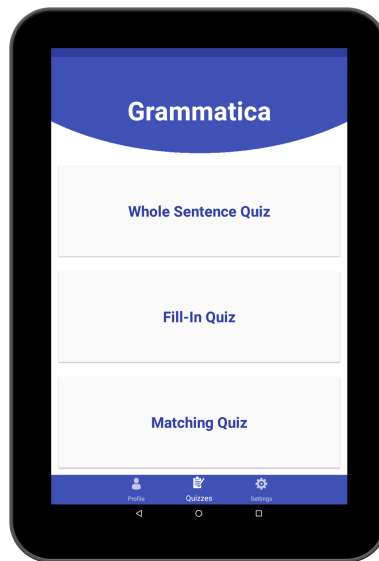 Grammatica
Whole Sentence Quiz
Fill-In Quiz
Matching Quiz
Profile Quizzes Settings